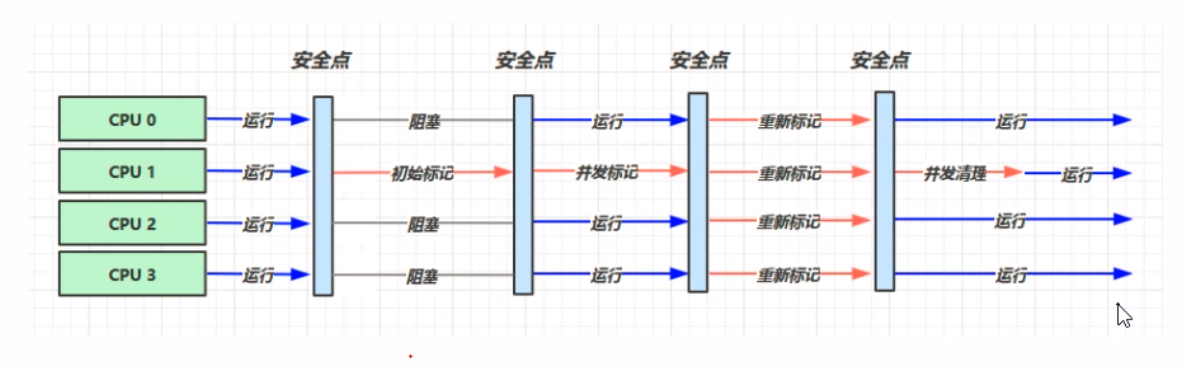 安全点 安全点 安全点 安全点
CPU 0 运行 阻塞 运行 重新标记 运行
CPU 1 运行 初始标记 并发标记 重新标记 并发清理 运行
CPU 2 运行 阻塞 运行 重新标记 运行
CPU 3 运行 阻塞 运行 重新标记 运行